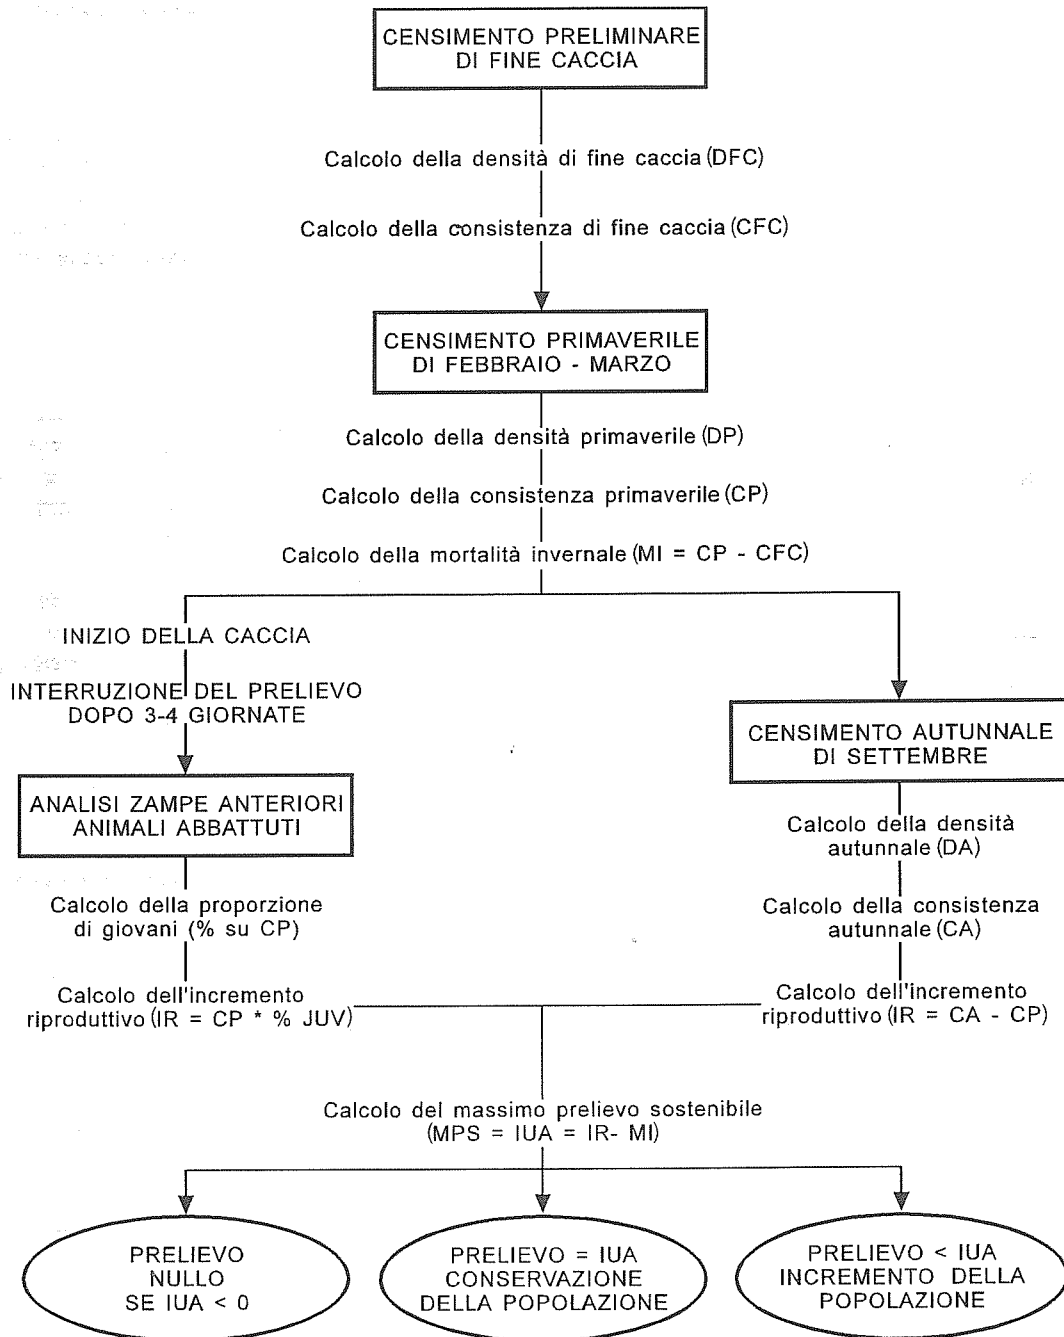 CENSIMENTO PRELIMINARE
DI FINE CACCIA
Calcolo della densità di fine caccia (DFC)
Calcolo della consistenza di fine caccia (CFC)
CENSIMENTO PRIMAVERILE
DI FEBBRAIO - MARZO
Calcolo della densità primaverile (DP)
Calcolo della consistenza primaverile (CP)
Calcolo della mortalità invernale (MI = CP - CFC)
INIZIO DELLA CACCIA
INTERRUZIONE DEL PRELIEVO
DOPO 3-4 GIORNATE
ANALISI ZAMPE ANTERIORI
ANIMALI ABBATTUTI
Calcolo della proporzione
di giovani (% su CP)
Calcolo dell'incremento
riproduttivo (IR = CP * % JUV)
CENSIMENTO AUTUNNALE
DI SETTEMBRE
Calcolo della densità
autunnale (DA)
Calcolo della consistenza
autunnale (CA)
Calcolo dell'incremento
riproduttivo (IR = CA - CP)
Calcolo del massimo prelievo sostenibile
(MPS = IUA = IR- MI)
PRELIEVO
NULLO
SE IUA < 0
PRELIEVO = IUA
CONSERVAZIONE
DELLA POPOLAZIONE
PRELIEVO < IUA
INCREMENTO DELLA
POPOLAZIONE